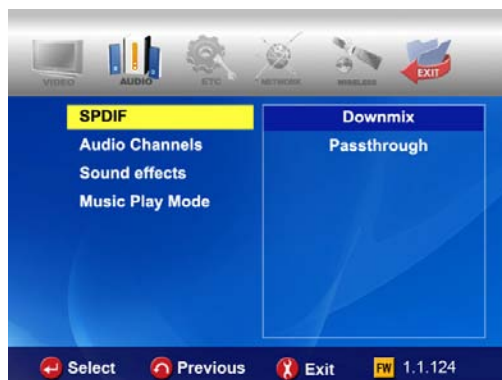 VIDEO AUDIO ETC NETWORK WIRELESS EXIT
SPDIF Downmix
Audio Channels Passthrough
Sound effects
Music Play Mode
Select Previous Exit FW 1.1.124